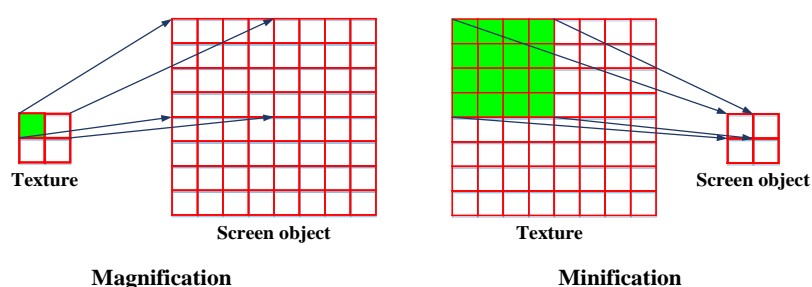 Texture
Screen object
Magnification
Screen object
Texture
Minification